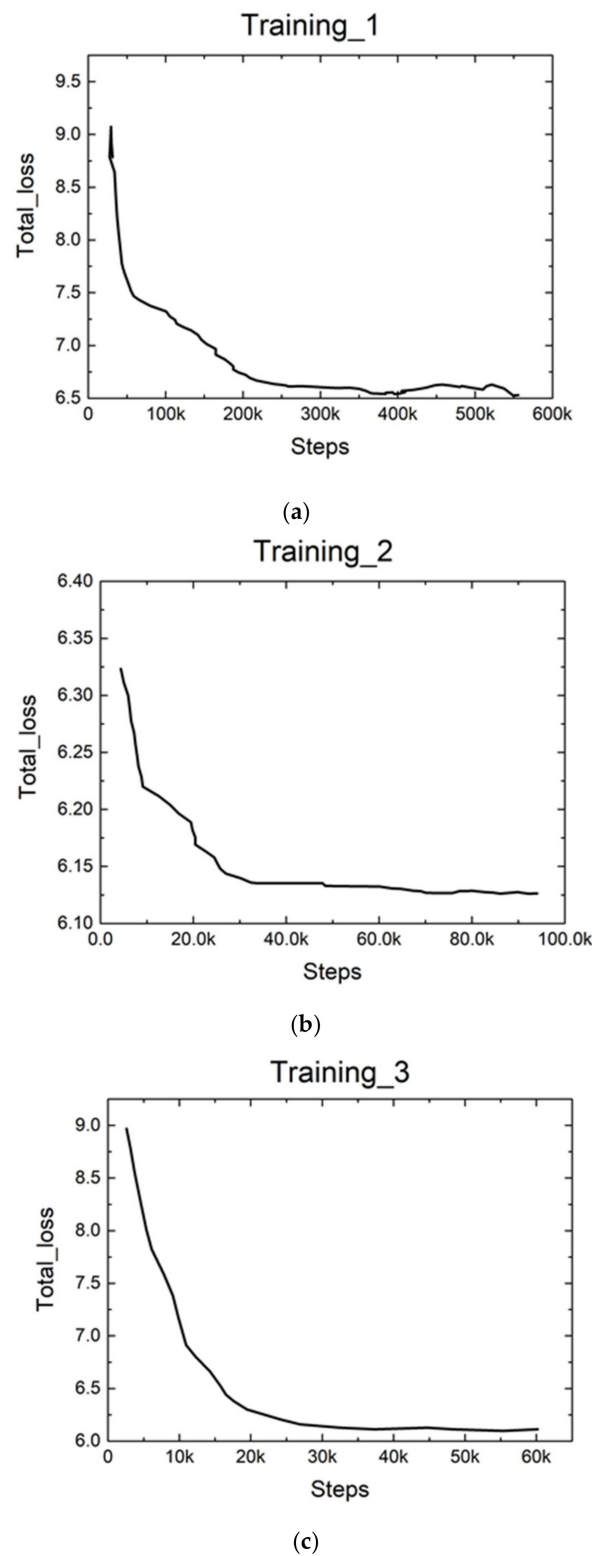 Training_1
9.5
9.0
8.5
8.0
7.5
7.0
6.5
Total_loss
0 100k 200k 300k 400k 500k 600k
Steps
(a)
Training_2
6.40
6.35
6.30
6.25
6.20
6.15
6.10
Total_loss
0.0 20.0k 40.0k 60.0k 80.0k 100.0k
Steps
(b)
Training_3
9.0
8.5
8.0
7.5
7.0
6.5
6.0
Total_loss
0 10k 20k 30k 40k 50k 60k
Steps
(c)